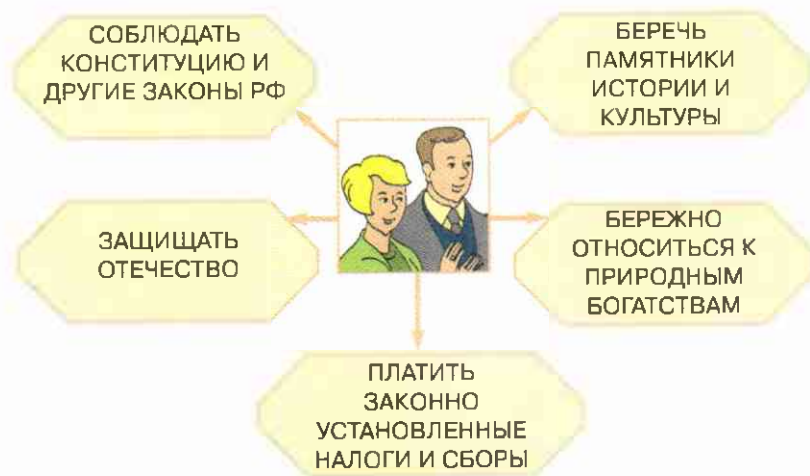 СОБЛЮДАТЬ
КОНСТИТУЦИЮ И
ДРУГИЕ ЗАКОНЫ РФ
БЕРЕЧЬ
ПАМЯТНИКИ
ИСТОРИИ И
КУЛЬТУРЫ
ЗАЩИЩАТЬ
ОТЕЧЕСТВО
БЕРЕЖНО
ОТНОСИТЬСЯ К
ПРИРОДНЫМ
БОГАТСТВАМ
ПЛАТИТЬ
ЗАКОННО
УСТАНОВЛЕННЫЕ
НАЛОГИ И СБОРЫ